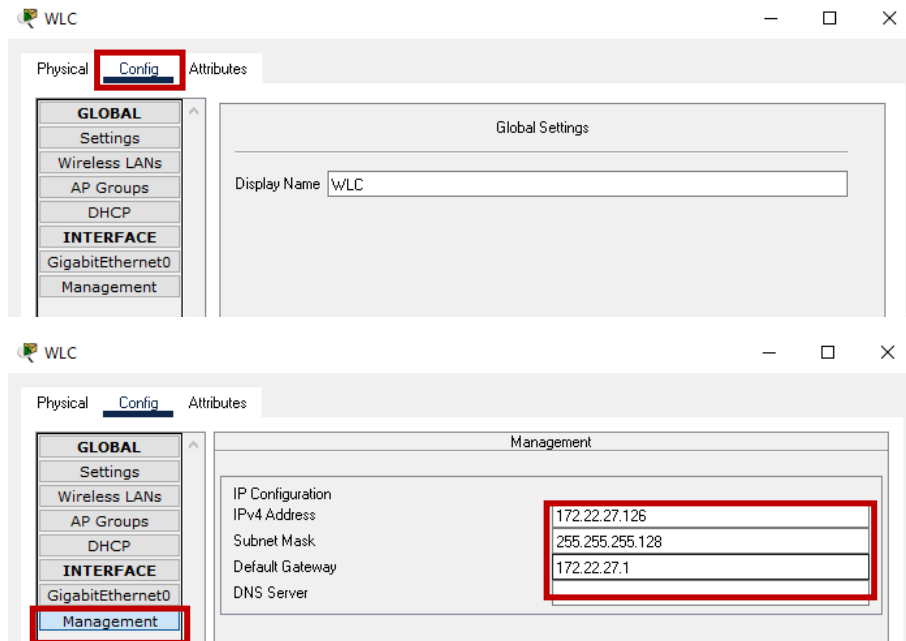 WLC
Physical Config Attributes
GLOBAL
Settings
Wireless LANs
AP Groups
DHCP
INTERFACE
GigabitEthernet0
Management
Global Settings
Display Name WLC
WLC
Physical Config Attributes
GLOBAL
Settings
Wireless LANs
AP Groups
DHCP
INTERFACE
GigabitEthernet0
Management
Management
IP Configuration
IPv4 Address 172.22.27.126
Subnet Mask 255.255.255.128
Default Gateway 172.22.27.1
DNS Server